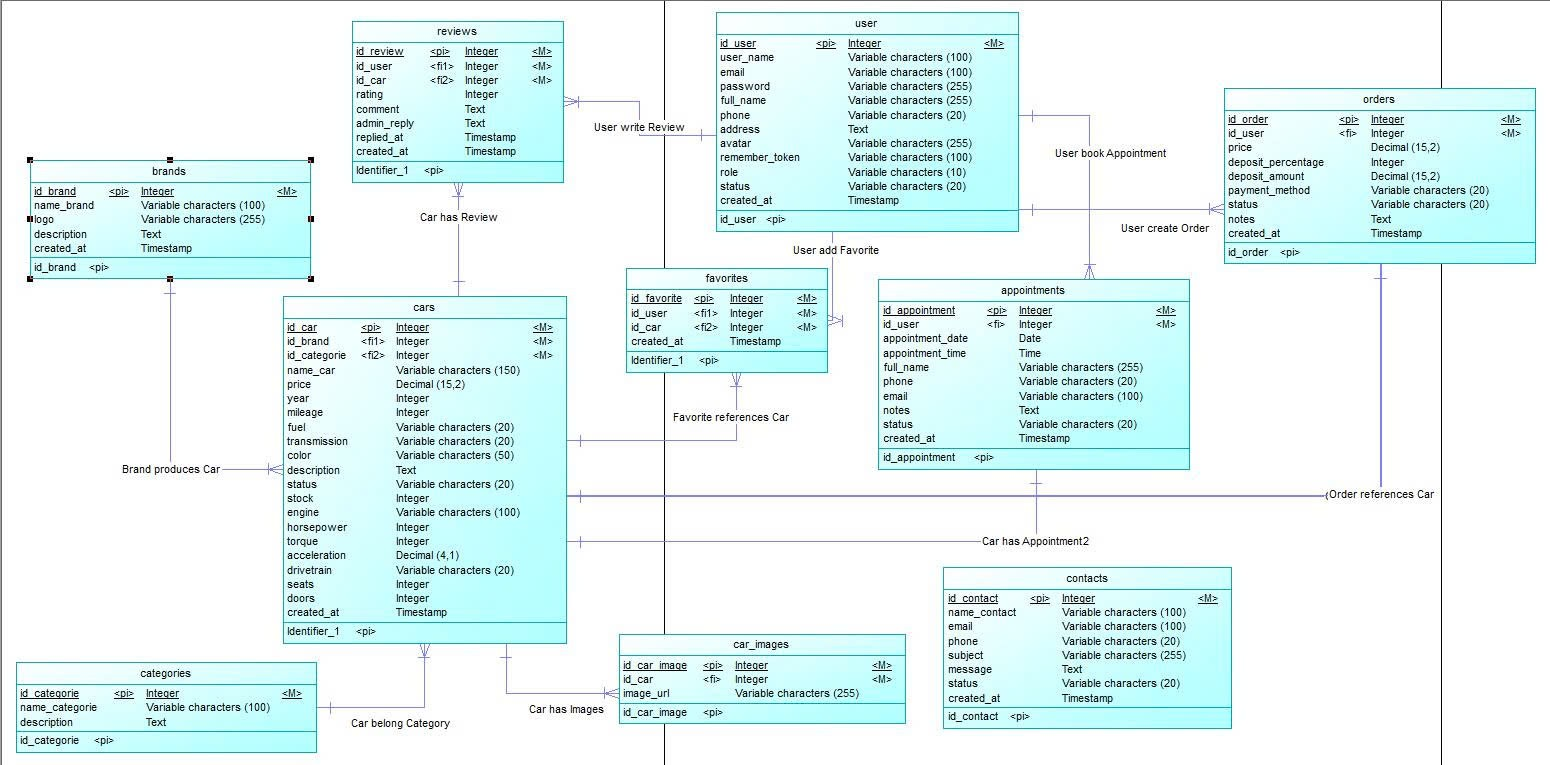 reviews
id_review <pi> Integer <M>
id_user <fi1> Integer <M>
id_car <fi2> Integer <M>
rating Integer
comment Text
admin_reply Text
replied_at Timestamp
created_at Timestamp
Identifier_1 <pi>
user
id_user <pi> Integer <M>
user_name Variable characters (100)
email Variable characters (100)
password Variable characters (255)
full_name Variable characters (255)
phone Variable characters (20)
address Text
avatar Variable characters (255)
remember_token Variable characters (100)
role Variable characters (10)
status Variable characters (20)
created_at Timestamp
id_user <pi>
orders
id_order <pi> Integer <M>
id_user <fi> Integer <M>
price Decimal (15,2)
deposit_percentage Integer
deposit_amount Decimal (15,2)
payment_method Variable characters (20)
status Variable characters (20)
notes Text
created_at Timestamp
id_order <pi>
User write Review
User book Appointment
User create Order
User add Favorite
Car has Review
brands
id_brand <pi> Integer <M>
name_brand Variable characters (100)
logo Variable characters (255)
description Text
created_at Timestamp
id_brand <pi>
favorites
id_favorite <pi> Integer <M>
id_user <fi1> Integer <M>
id_car <fi2> Integer <M>
created_at Timestamp
Identifier_1 <pi>
appointments
id_appointment <pi> Integer <M>
id_user <fi> Integer <M>
appointment_date Date
appointment_time Time
full_name Variable characters (255)
phone Variable characters (20)
email Variable characters (100)
notes Text
status Variable characters (20)
created_at Timestamp
id_appointment <pi>
cars
id_car <pi> Integer <M>
id_brand <fi1> Integer <M>
id_categorie <fi2> Integer <M>
name_car Variable characters (150)
price Decimal (15,2)
year Integer
mileage Integer
fuel Variable characters (20)
transmission Variable characters (20)
color Variable characters (50)
description Text
status Variable characters (20)
stock Integer
engine Variable characters (100)
horsepower Integer
torque Integer
acceleration Decimal (4,1)
drivetrain Variable characters (20)
seats Integer
doors Integer
created_at Timestamp
Identifier_1 <pi>
Favorite references Car
Brand produces Car
Order references Car
Car has Appointment2
contacts
id_contact <pi> Integer <M>
name_contact Variable characters (100)
email Variable characters (100)
phone Variable characters (20)
subject Variable characters (255)
message Text
status Variable characters (20)
created_at Timestamp
id_contact <pi>
car_images
id_car_image <pi> Integer <M>
id_car <fi> Integer <M>
image_url Variable characters (255)
id_car_image <pi>
categories
id_categorie <pi> Integer <M>
name_categorie Variable characters (100)
description Text
id_categorie <pi>
Car belong Category
Car has Images